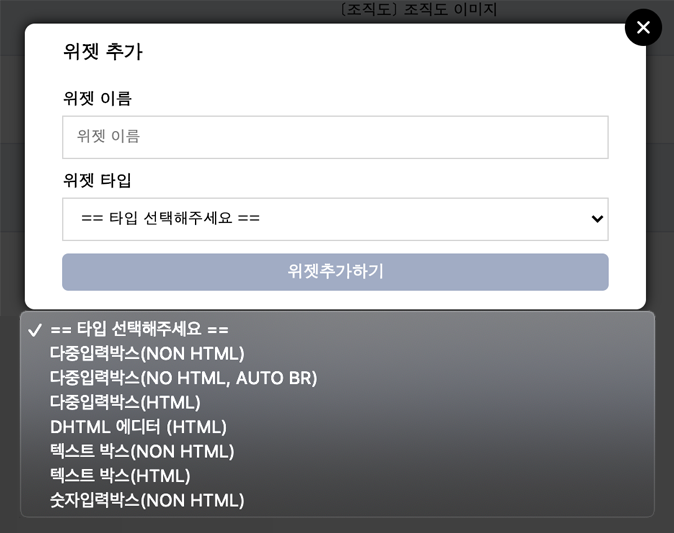 (조직도) 조직도 이미지
위젯 추가
위젯 이름
위젯 이름
위젯 타입
== 타입 선택해주세요 ==
위젯추가하기
== 타입 선택해주세요 ==
다중입력박스(NON HTML)
다중입력박스(NO HTML, AUTO BR)
다중입력박스(HTML)
DHTML 에디터 (HTML)
텍스트 박스(NON HTML)
텍스트 박스(HTML)
숫자입력박스(NON HTML)